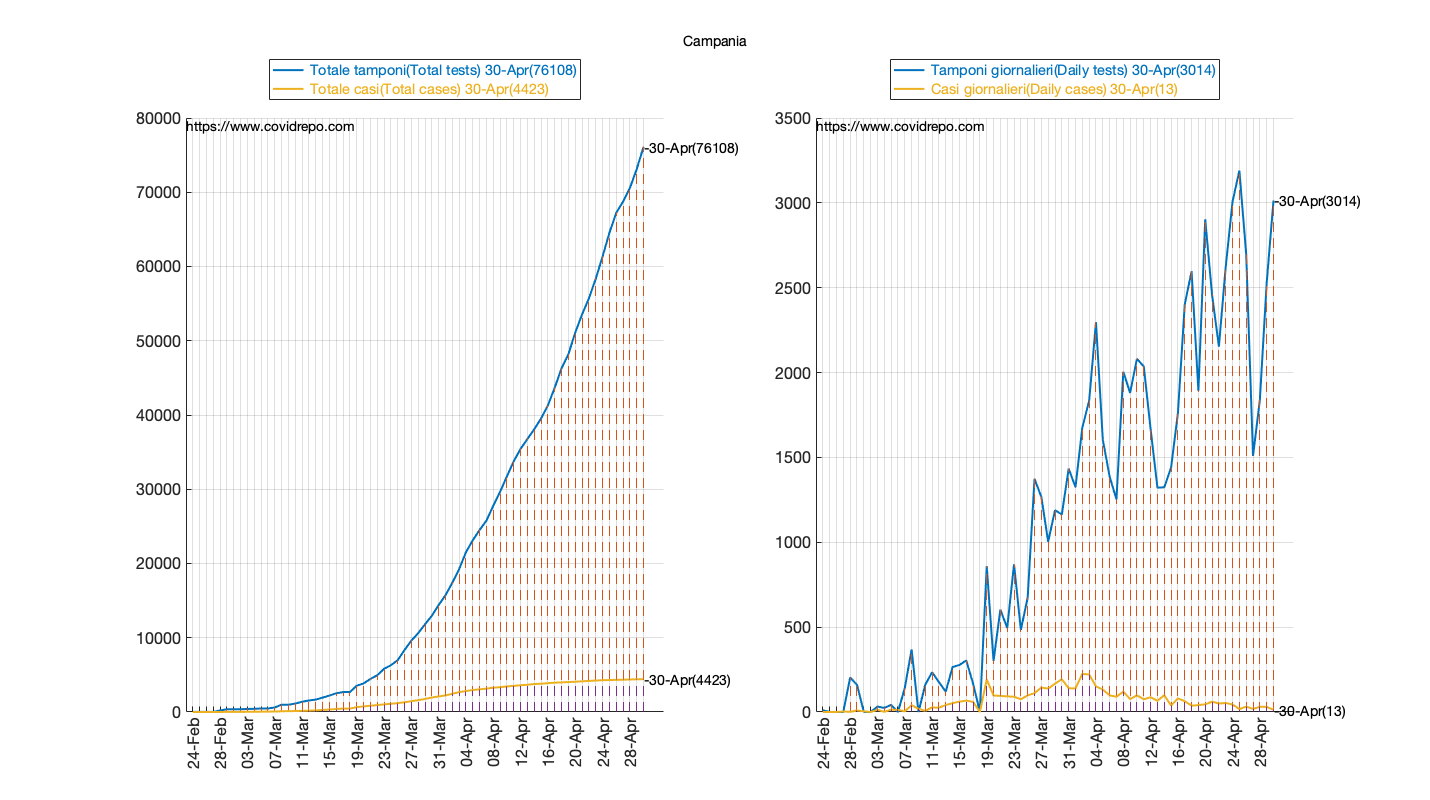 Campania
Totale tamponi(Total tests) 30-Apr(76108)
Totale casi(Total cases) 30-Apr(4423)
80000
70000
60000
50000
40000
30000
20000
10000
0
https://www.covidrepo.com
-30-Apr(76108)
-30-Apr(4423)
24-Feb
28-Feb
03-Mar
07-Mar
11-Mar
15-Mar
19-Mar
23-Mar
27-Mar
31-Mar
04-Apr
08-Apr
12-Apr
16-Apr
20-Apr
24-Apr
28-Apr
Tamponi giornalieri(Daily tests) 30-Apr(3014)
Casi giornalieri(Daily cases) 30-Apr(13)
3500
3000
2500
2000
1500
1000
500
0
https://www.covidrepo.com
-30-Apr(3014)
-30-Apr(13)
24-Feb
28-Feb
03-Mar
07-Mar
11-Mar
15-Mar
19-Mar
23-Mar
27-Mar
31-Mar
04-Apr
08-Apr
12-Apr
16-Apr
20-Apr
24-Apr
28-Apr